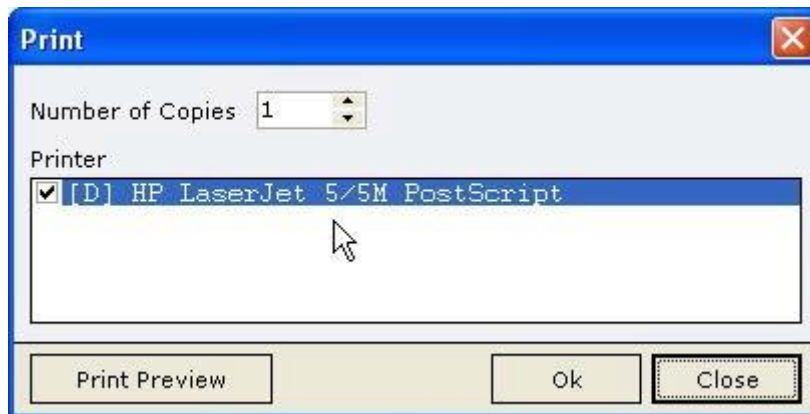 Print
Number of Copies 1
Printer
[D] HP LaserJet 5/5M PostScript
Print Preview Ok Close